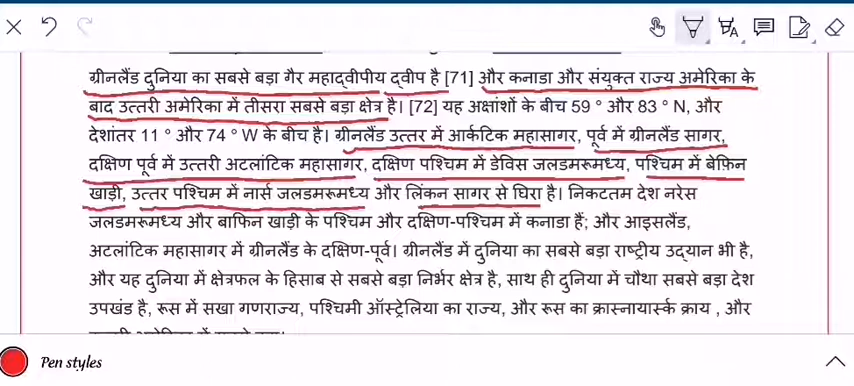 ग्रीनलैंड दुनिया का सबसे बड़ा गैर महाद्वीपीय द्वीप है [71] और कनाडा और संयुक्त राज्य अमेरिका के
बाद उत्तरी अमेरिका में तीसरा सबसे बड़ा क्षेत्र है। [72] यह अक्षांशों के बीच 59 ° और 83 ° N, और
देशांतर 11 ° और 74 ° W के बीच है। ग्रीनलैंड उत्तर में आर्कटिक महासागर, पूर्व में ग्रीनलैंड सागर,
दक्षिण पूर्व में उत्तरी अटलांटिक महासागर, दक्षिण पश्चिम में डेविस जलडमरूमध्य, पश्चिम में बेफ़िन
खाड़ी, उत्तर पश्चिम में नार्स जलडमरूमध्य और लिंकन सागर से घिरा है। निकटतम देश नरेस
जलडमरूमध्य और बाफिन खाड़ी के पश्चिम और दक्षिण-पश्चिम में कनाडा हैं; और आइसलैंड,
अटलांटिक महासागर में ग्रीनलैंड के दक्षिण-पूर्व। ग्रीनलैंड में दुनिया का सबसे बड़ा राष्ट्रीय उद्यान भी है,
और यह दुनिया में क्षेत्रफल के हिसाब से सबसे बड़ा निर्भर क्षेत्र है, साथ ही दुनिया में चौथा सबसे बड़ा देश
उपखंड है, रूस में सखा गणराज्य, पश्चिमी ऑस्ट्रेलिया का राज्य, और रूस का क्रास्नायार्स्क क्राय , और
Pen styles